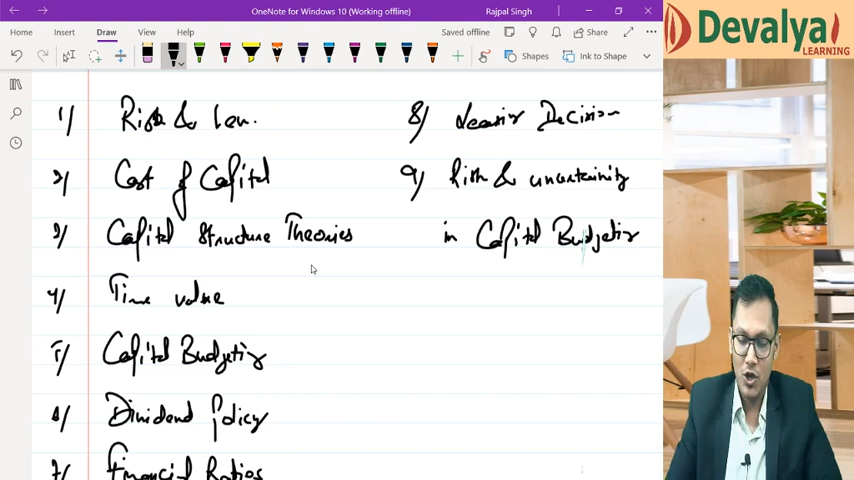 OneNote for Windows 10 (Working offline)
Rajpal Singh
Home Insert Draw View Help
Saved offline
Share
Shapes
Ink to Shape
Devalya
LEARNING
1) Risk & Lev.
2) Cost of Capital
3) Capital Structure Theories
4) Time value
5) Capital Budgeting
6) Dividend Policy
7) Financial Ratios
8) Leasing Decision
9) Risk & uncertainity
in Capital Budgeting